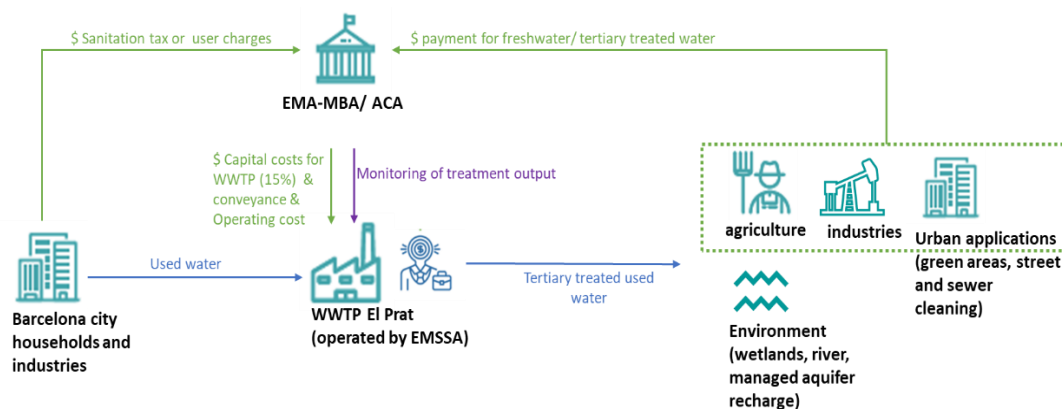 $ Sanitation tax or user charges
$ payment for freshwater/ tertiary treated water
EMA-MBA/ ACA
$ Capital costs for
WWTP (15%) &
conveyance &
Operating cost
Monitoring of treatment output
agriculture
industries
Urban applications
(green areas, street
and sewer
cleaning)
Used water
Tertiary treated used
water
Barcelona city
households and
industries
WWTP El Prat
(operated by EMSSA)
Environment
(wetlands, river,
managed aquifer
recharge)